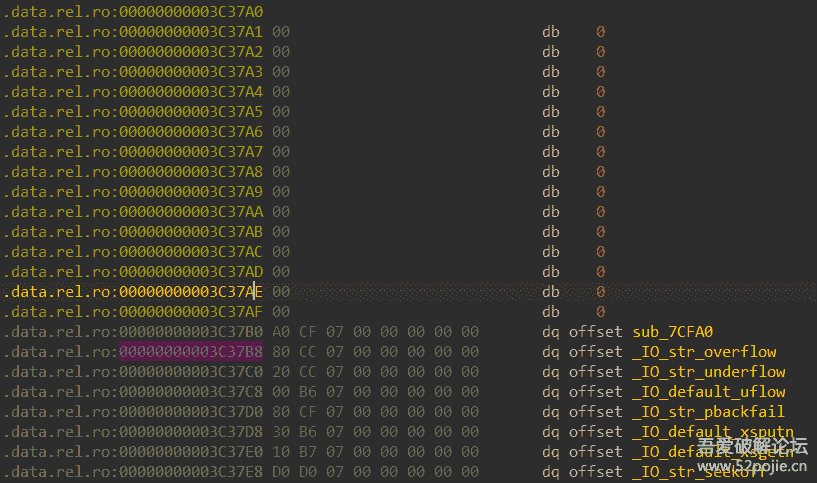 .data.rel.ro:00000000003C37A0
.data.rel.ro:00000000003C37A1 00 db 0
.data.rel.ro:00000000003C37A2 00 db 0
.data.rel.ro:00000000003C37A3 00 db 0
.data.rel.ro:00000000003C37A4 00 db 0
.data.rel.ro:00000000003C37A5 00 db 0
.data.rel.ro:00000000003C37A6 00 db 0
.data.rel.ro:00000000003C37A7 00 db 0
.data.rel.ro:00000000003C37A8 00 db 0
.data.rel.ro:00000000003C37A9 00 db 0
.data.rel.ro:00000000003C37AA 00 db 0
.data.rel.ro:00000000003C37AB 00 db 0
.data.rel.ro:00000000003C37AC 00 db 0
.data.rel.ro:00000000003C37AD 00 db 0
.data.rel.ro:00000000003C37AE 00 db 0
.data.rel.ro:00000000003C37AF 00 db 0
.data.rel.ro:00000000003C37B0 A0 CF 07 00 00 00 00 00 dq offset sub_7CFA0
.data.rel.ro:00000000003C37B8 80 CC 07 00 00 00 00 00 dq offset _IO_str_overflow
.data.rel.ro:00000000003C37C0 20 CC 07 00 00 00 00 00 dq offset _IO_str_underflow
.data.rel.ro:00000000003C37C8 00 B6 07 00 00 00 00 00 dq offset _IO_default_uflow
.data.rel.ro:00000000003C37D0 80 CF 07 00 00 00 00 00 dq offset _IO_str_pbackfail
.data.rel.ro:00000000003C37D8 30 B6 07 00 00 00 00 00 dq offset _IO_default_xsputn
.data.rel.ro:00000000003C37E0 10 B7 07 00 00 00 00 00 dq offset _IO_default_xsgetn
.data.rel.ro:00000000003C37E8 D0 D0 07 00 00 00 00 00 dq offset _IO_str_seekoff
吾爱破解论坛
www.52pojie.cn